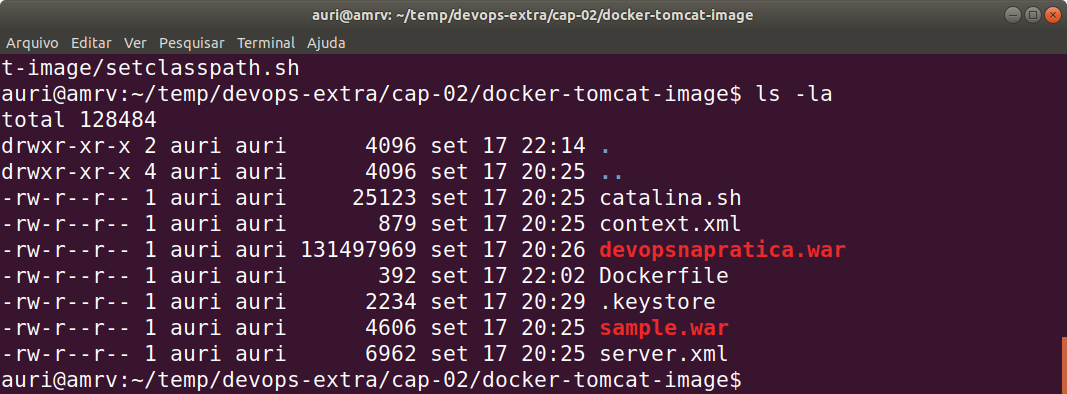 auri@amrv: ~/temp/devops-extra/cap-02/docker-tomcat-image
Arquivo Editar Ver Pesquisar Terminal Ajuda
t-image/setclasspath.sh
auri@amrv:~/temp/devops-extra/cap-02/docker-tomcat-image$ ls -la
total 128484
drwxr-xr-x 2 auri auri      4096 set 17 22:14 .
drwxr-xr-x 4 auri auri      4096 set 17 20:25 ..
-rw-r--r-- 1 auri auri     25123 set 17 20:25 catalina.sh
-rw-r--r-- 1 auri auri       879 set 17 20:25 context.xml
-rw-r--r-- 1 auri auri 131497969 set 17 20:26 devopsnapratica.war
-rw-r--r-- 1 auri auri       392 set 17 22:02 Dockerfile
-rw-r--r-- 1 auri auri      2234 set 17 20:29 .keystore
-rw-r--r-- 1 auri auri      4606 set 17 20:25 sample.war
-rw-r--r-- 1 auri auri      6962 set 17 20:25 server.xml
auri@amrv:~/temp/devops-extra/cap-02/docker-tomcat-image$